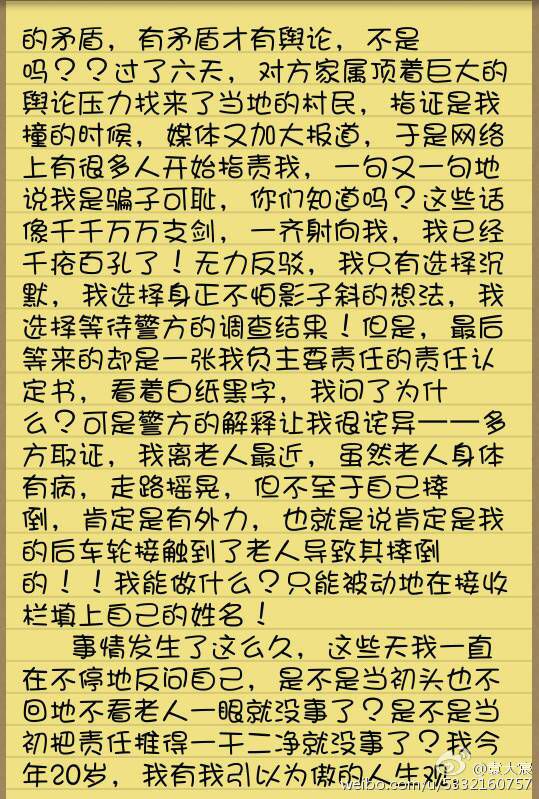 的矛盾，有矛盾才有舆论，不是
吗？？过了六天，对方家属顶着巨大的
舆论压力找来了当地的村民，指证是我
撞的时候，媒体又加大报道，于是网络
上有很多人开始指责我，一句又一句地
说我是骗子可耻，你们知道吗？这些话
像千千万万支剑，一齐射向我，我已经
千疮百孔了！无力反驳，我只有选择沉
默，我选择身正不怕影子斜的想法，我
选择等待警方的调查结果！但是，最后
等来的却是一张我负主要责任的责任认
定书，看着白纸黑字，我问了为什
么？可是警方的解释让我很诧异——多
方取证，我离老人最近，虽然老人身体
有病，走路摇晃，但不至于自己摔
倒，肯定是有外力，也就是说肯定是我
的后车轮接触到了老人导致其摔倒
的！！我能做什么？只能被动地在接收
栏填上自己的姓名！
事情发生了这么久，这些天我一直
在不停地反问自己，是不是当初头也不
回地不看老人一眼就没事了？是不是当
初把责任推得一干二净就没事了？我今
年20岁，我有我引以为傲的人生观
@袁大宸
weibo.com/u/5332160757